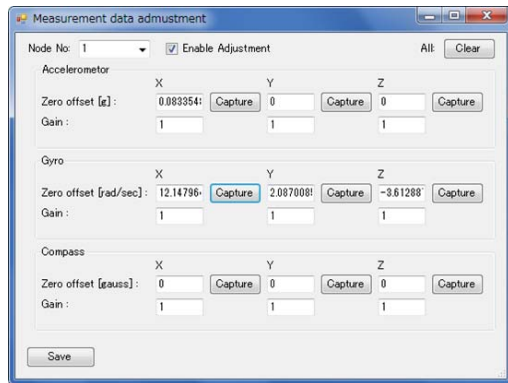 Measurement data admustment
Node No: 1 Enable Adjustment All: Clear
Accelerometor
X Y Z
Zero offset [g] : 0.083354 Capture 0 Capture 0 Capture
Gain : 1 1 1
Gyro
X Y Z
Zero offset [rad/sec] : 12.14796 Capture 2.087008 Capture -3.61288 Capture
Gain : 1 1 1
Compass
X Y Z
Zero offset [gauss] : 0 Capture 0 Capture 0 Capture
Gain : 1 1 1
Save